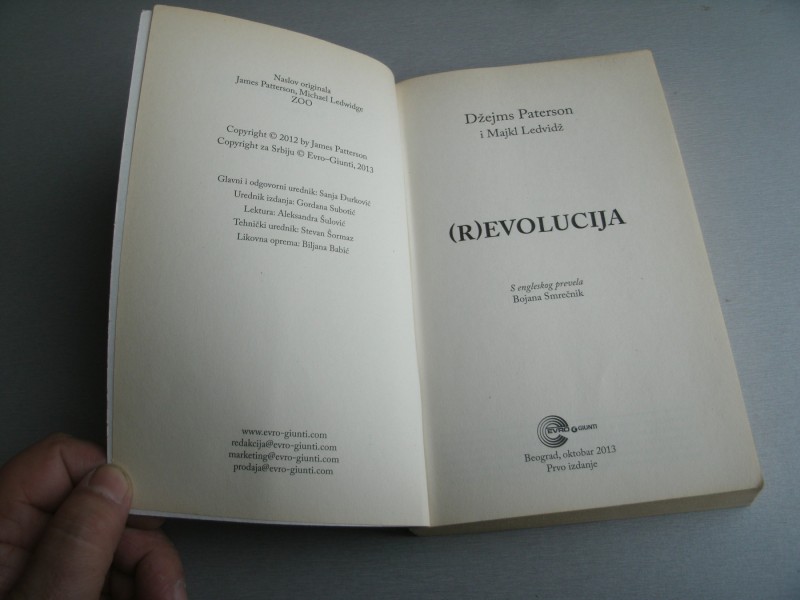 Naslov originala
James Patterson, Michael Ledwidge
ZOO
Copyright © 2012 by James Patterson
Copyright za Srbiju © Evro–Giunti, 2013
Glavni i odgovorni urednik: Sanja Đurković
Urednik izdanja: Gordana Subotić
Lektura: Aleksandra Šulović
Tehnički urednik: Stevan Šormaz
Likovna oprema: Biljana Babić
www.evro-giunti.com
redakcija@evro-giunti.com
marketing@evro-giunti.com
prodaja@evro-giunti.com
Džejms Paterson
i Majkl Ledvidž
(R)EVOLUCIJA
S engleskog prevela
Bojana Smrečnik
EVRO GIUNTI
Beograd, oktobar 2013
Prvo izdanje